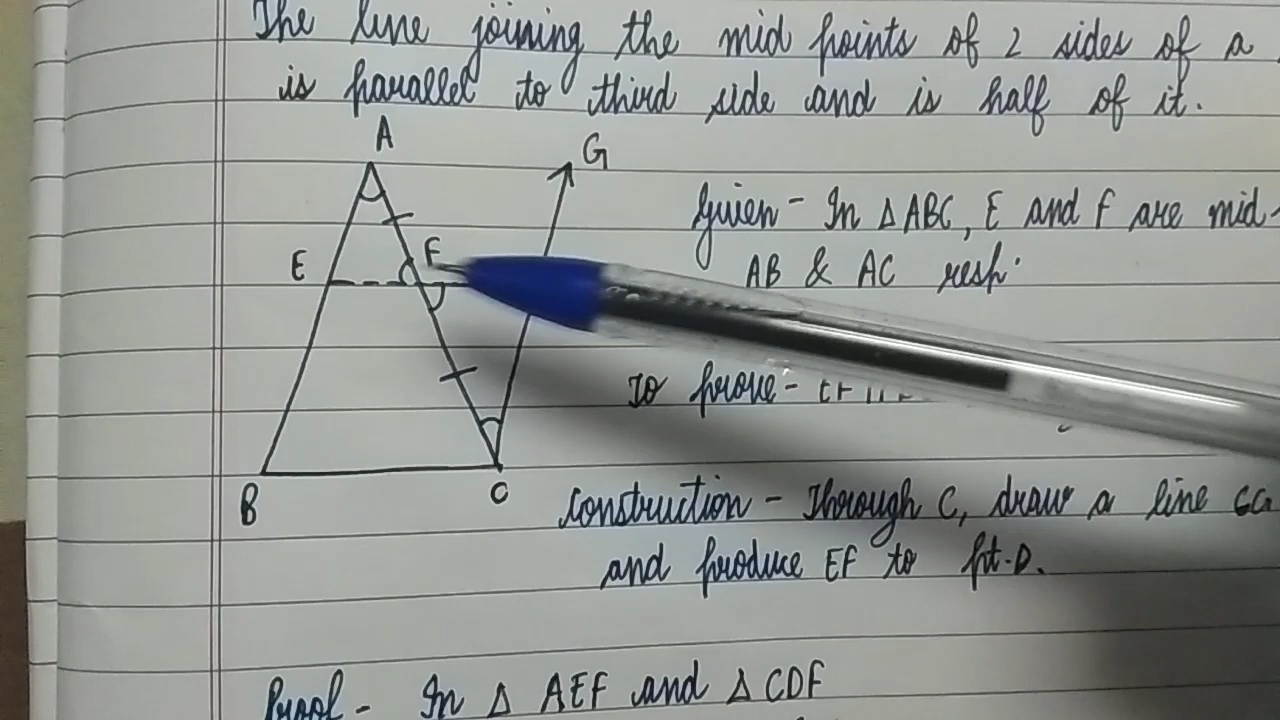 The line joining the mid points of 2 sides of a
is parallel to third side and is half of it.
A
G
Given - In Δ ABC, E and F are mid-
E
F
AB & AC resp.
To prove -
B
C
Construction - Through C, draw a line CG
and produce EF to pt. D.
Proof - In Δ AEF and Δ CDF